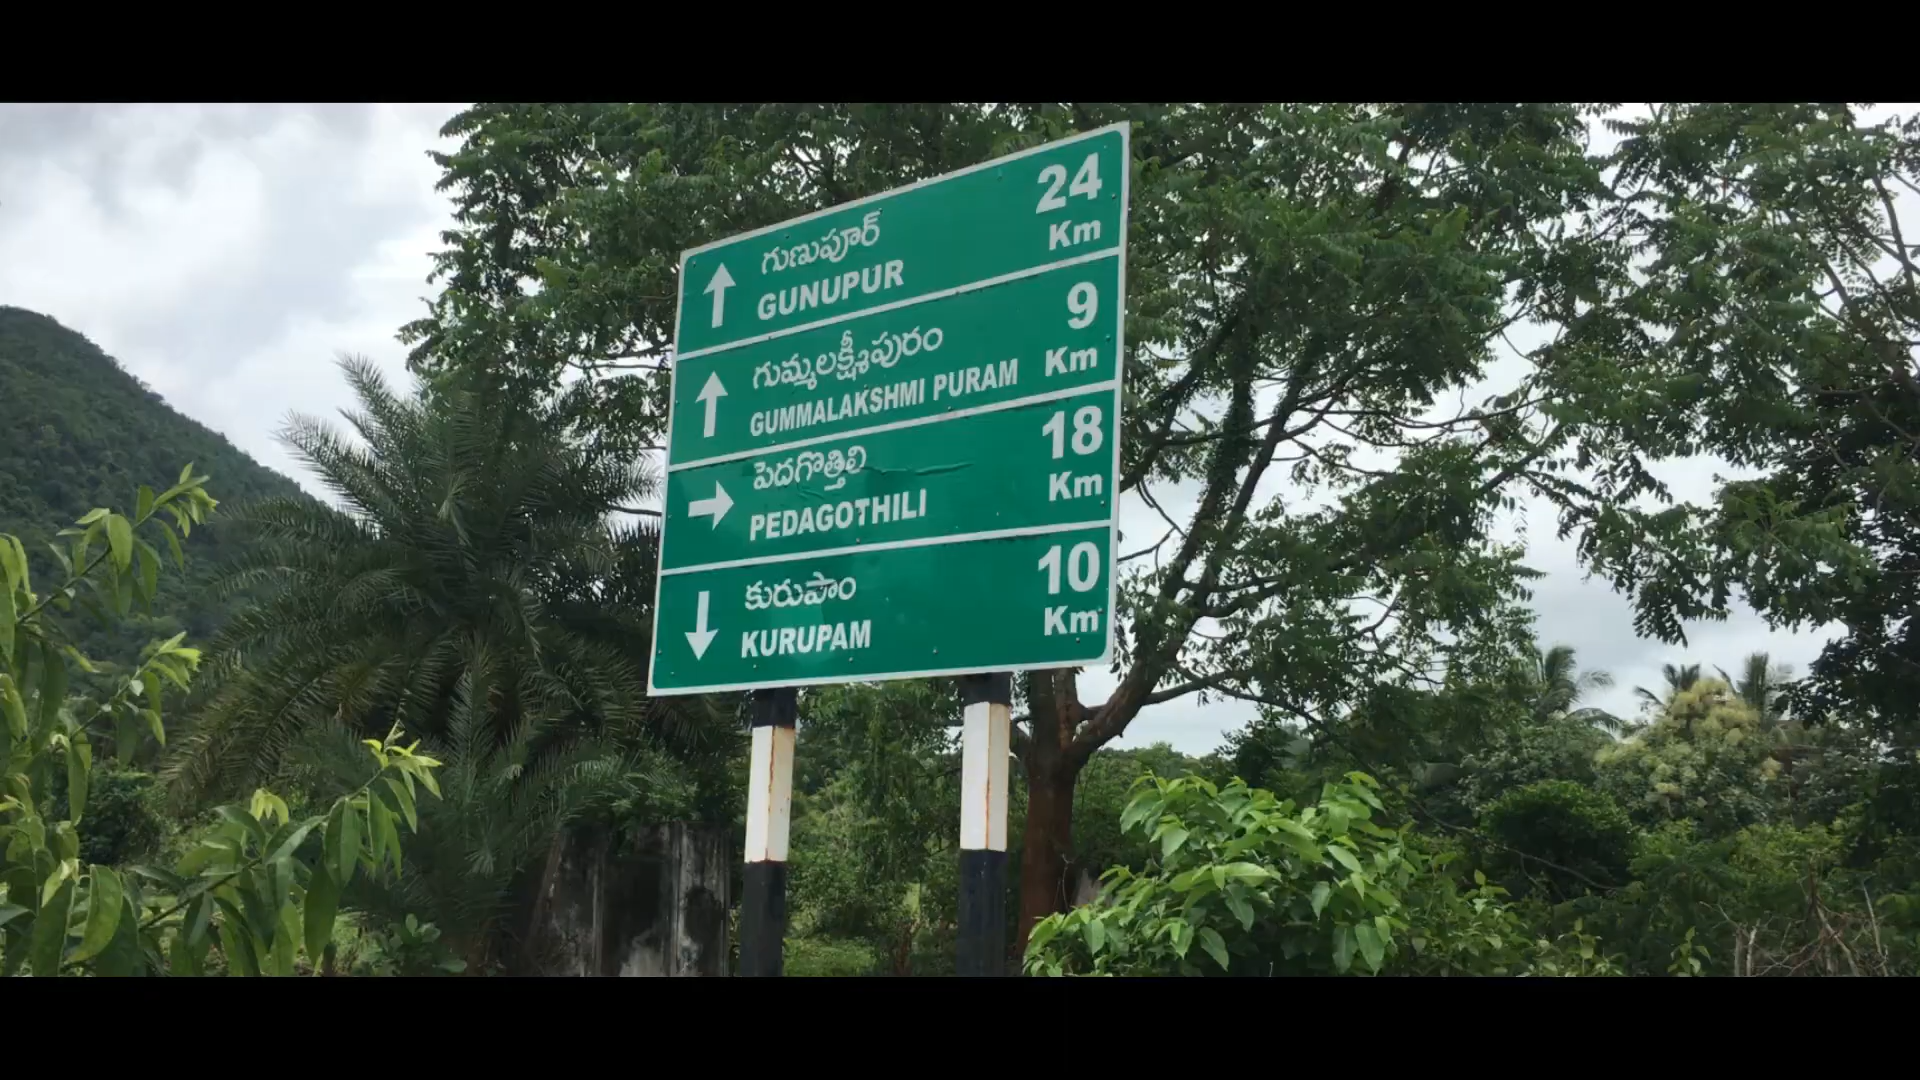 గుణుపూర్
GUNUPUR
24
Km
గుమ్మలక్ష్మీపురం
GUMMALAKSHMI PURAM
9
Km
పెదగొత్తిలి
PEDAGOTHILI
18
Km
కురుపాం
KURUPAM
10
Km